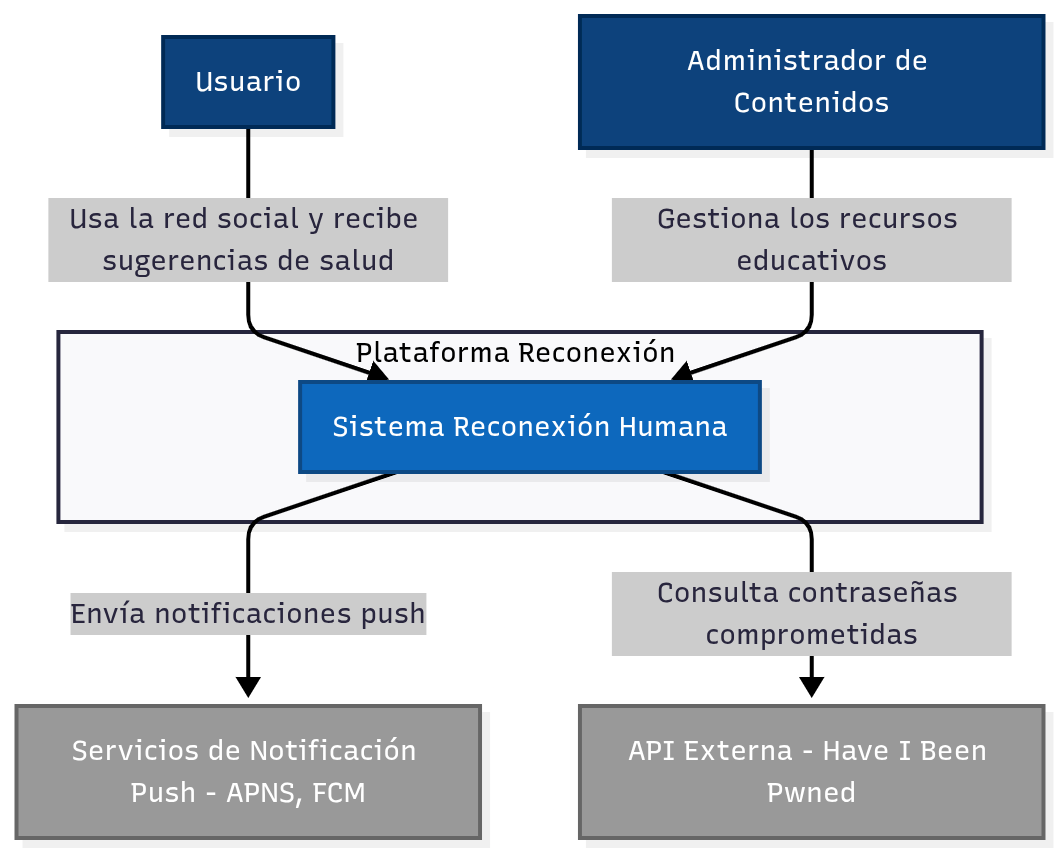 Usuario
Administrador de
Contenidos
Usa la red social y recibe
sugerencias de salud
Gestiona los recursos
educativos
Plataforma Reconexión
Sistema Reconexión Humana
Envía notificaciones push
Consulta contraseñas
comprometidas
Servicios de Notificación
Push - APNS, FCM
API Externa - Have I Been
Pwned